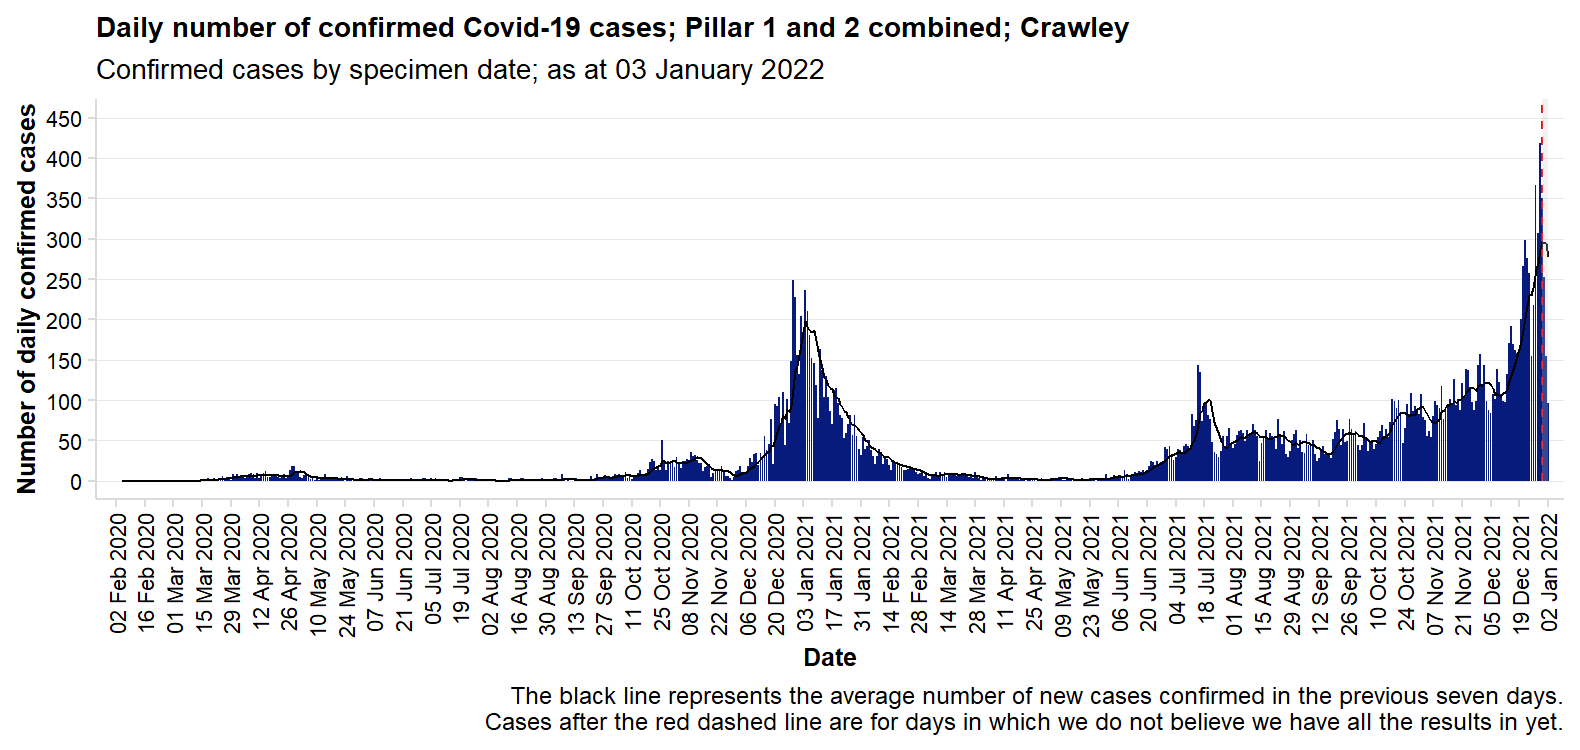 Daily number of confirmed Covid-19 cases; Pillar 1 and 2 combined; Crawley
Confirmed cases by specimen date; as at 03 January 2022
Number of daily confirmed cases
450
400
350
300
250
200
150
100
50
0
02 Feb 2020
16 Feb 2020
01 Mar 2020
15 Mar 2020
29 Mar 2020
12 Apr 2020
26 Apr 2020
10 May 2020
24 May 2020
07 Jun 2020
21 Jun 2020
05 Jul 2020
19 Jul 2020
02 Aug 2020
16 Aug 2020
30 Aug 2020
13 Sep 2020
27 Sep 2020
11 Oct 2020
25 Oct 2020
08 Nov 2020
22 Nov 2020
06 Dec 2020
20 Dec 2020
03 Jan 2021
17 Jan 2021
31 Jan 2021
14 Feb 2021
28 Feb 2021
14 Mar 2021
28 Mar 2021
11 Apr 2021
25 Apr 2021
09 May 2021
23 May 2021
06 Jun 2021
20 Jun 2021
04 Jul 2021
18 Jul 2021
01 Aug 2021
15 Aug 2021
29 Aug 2021
12 Sep 2021
26 Sep 2021
10 Oct 2021
24 Oct 2021
07 Nov 2021
21 Nov 2021
05 Dec 2021
19 Dec 2021
02 Jan 2022
Date
The black line represents the average number of new cases confirmed in the previous seven days.
Cases after the red dashed line are for days in which we do not believe we have all the results in yet.